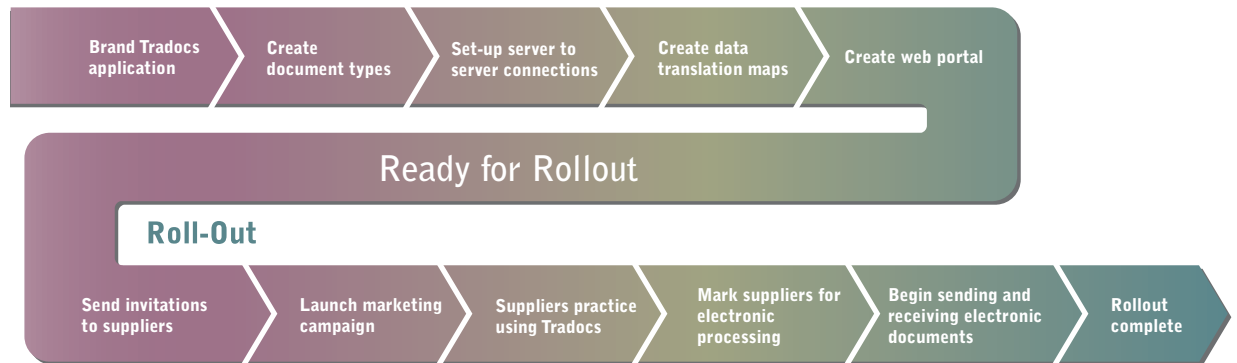 Brand Tradocs
application
Create
document types
Set-up server to
server connections
Create data
translation maps
Create web portal
Ready for Rollout
Roll-Out
Send invitations
to suppliers
Launch marketing
campaign
Suppliers practice
using Tradocs
Mark suppliers for
electronic
processing
Begin sending and
receiving electronic
documents
Rollout
complete